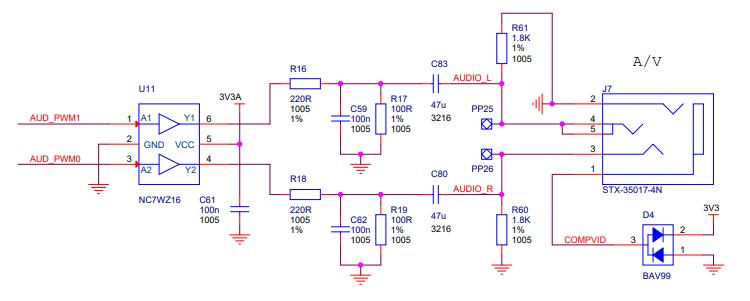 R61
1.8K
1%
1005
A/V
R16
C83
AUDIO_L
J7
U11
3V3A
220R
1005
1%
C59
100n
1005
R17
100R
1%
1005
47u
3216
PP25
2
4
5
3
1
AUD_PWM1
1
A1
Y1
6
2
GND
VCC
5
AUD_PWM0
3
A2
Y2
4
PP26
R18
C80
AUDIO_R
STX-35017-4N
NC7WZ16
C61
100n
1005
220R
1005
1%
C62
100n
1005
R19
100R
1%
1005
47u
3216
R60
1.8K
1%
1005
D4
3V3
COMPVID
3
2
1
BAV99